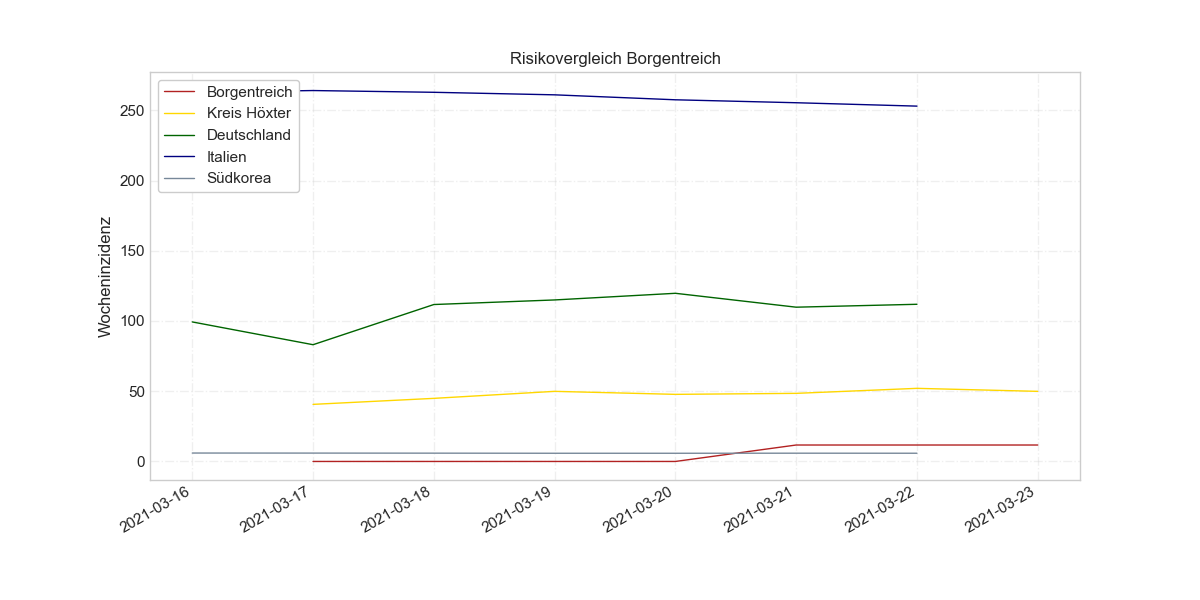 Risikovergleich Borgentreich
Borgentreich
Kreis Höxter
Deutschland
Italien
Südkorea
Wocheninzidenz
250
200
150
100
50
0
2021-03-16
2021-03-17
2021-03-18
2021-03-19
2021-03-20
2021-03-21
2021-03-22
2021-03-23